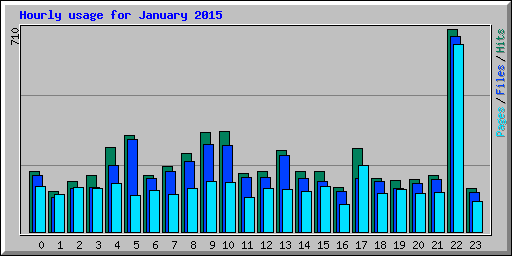 Hourly usage for January 2015
710
Pages / Files / Hits
0 1 2 3 4 5 6 7 8 9 10 11 12 13 14 15 16 17 18 19 20 21 22 23